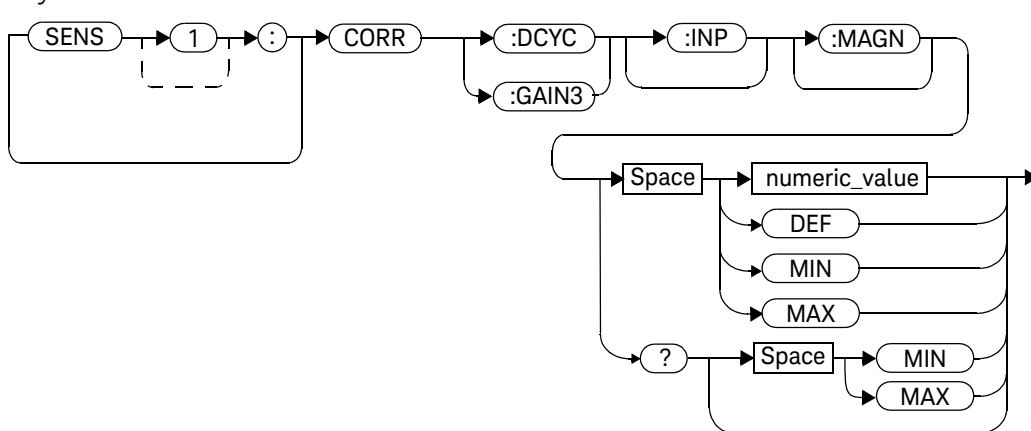 SENS 1 : CORR :DCYC :INP :MAGN
:GAIN3
Space numeric_value
DEF
MIN
MAX
? Space MIN
MAX